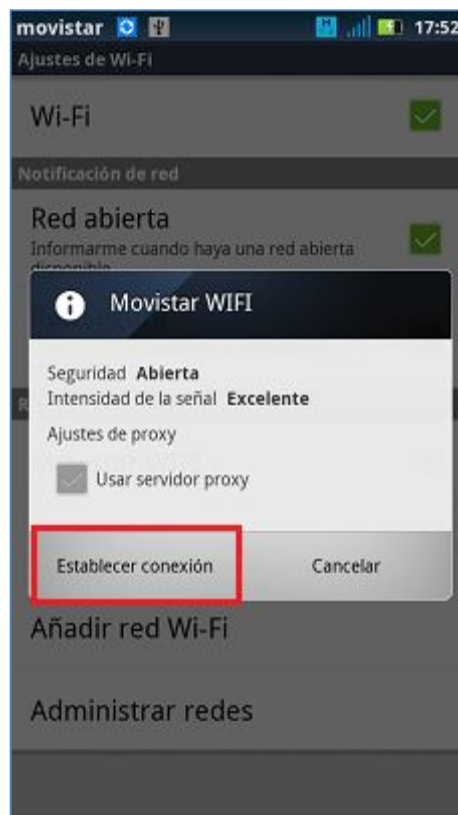 movistar 17:52
Ajustes de Wi-Fi
Wi-Fi
Notificación de red
Red abierta
Informarme cuando haya una red abierta
disponible
Movistar WIFI
Seguridad Abierta
Intensidad de la señal Excelente
Ajustes de proxy
Usar servidor proxy
Establecer conexión Cancelar
Añadir red Wi-Fi
Administrar redes